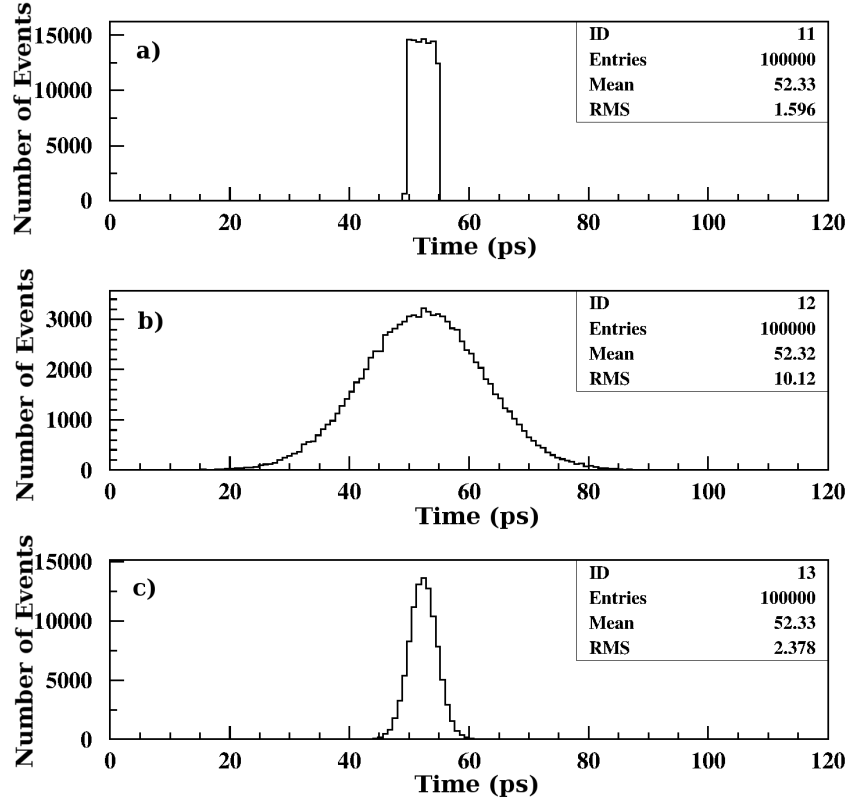 a)
ID 11
Entries 100000
Mean 52.33
RMS 1.596
Number of Events
15000
10000
5000
0
0 20 40 60 80 100 120
Time (ps)
b)
ID 12
Entries 100000
Mean 52.32
RMS 10.12
Number of Events
3000
2000
1000
0
0 20 40 60 80 100 120
Time (ps)
c)
ID 13
Entries 100000
Mean 52.33
RMS 2.378
Number of Events
15000
10000
5000
0
0 20 40 60 80 100 120
Time (ps)